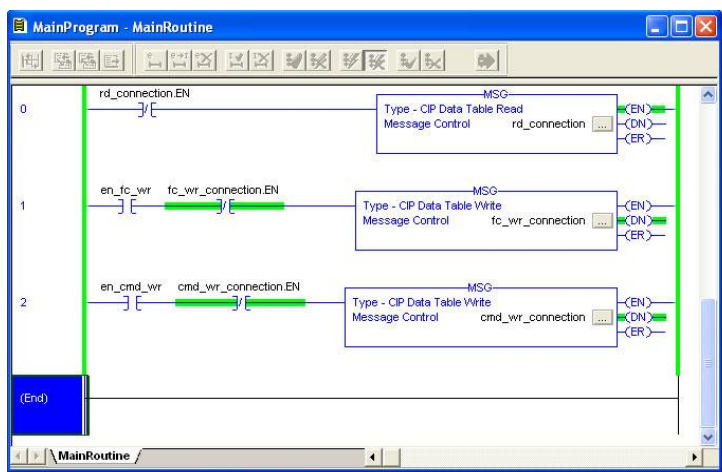 MainProgram - MainRoutine
rd_connection.EN
MSG
0
Type - CIP Data Table Read
EN
Message Control rd_connection ...
DN
ER
en_fc_wr fc_wr_connection.EN
MSG
1
Type - CIP Data Table Write
EN
Message Control fc_wr_connection ...
DN
ER
en_cmd_wr cmd_wr_connection.EN
MSG
2
Type - CIP Data Table Write
EN
Message Control cmd_wr_connection ...
DN
ER
(End)
MainRoutine